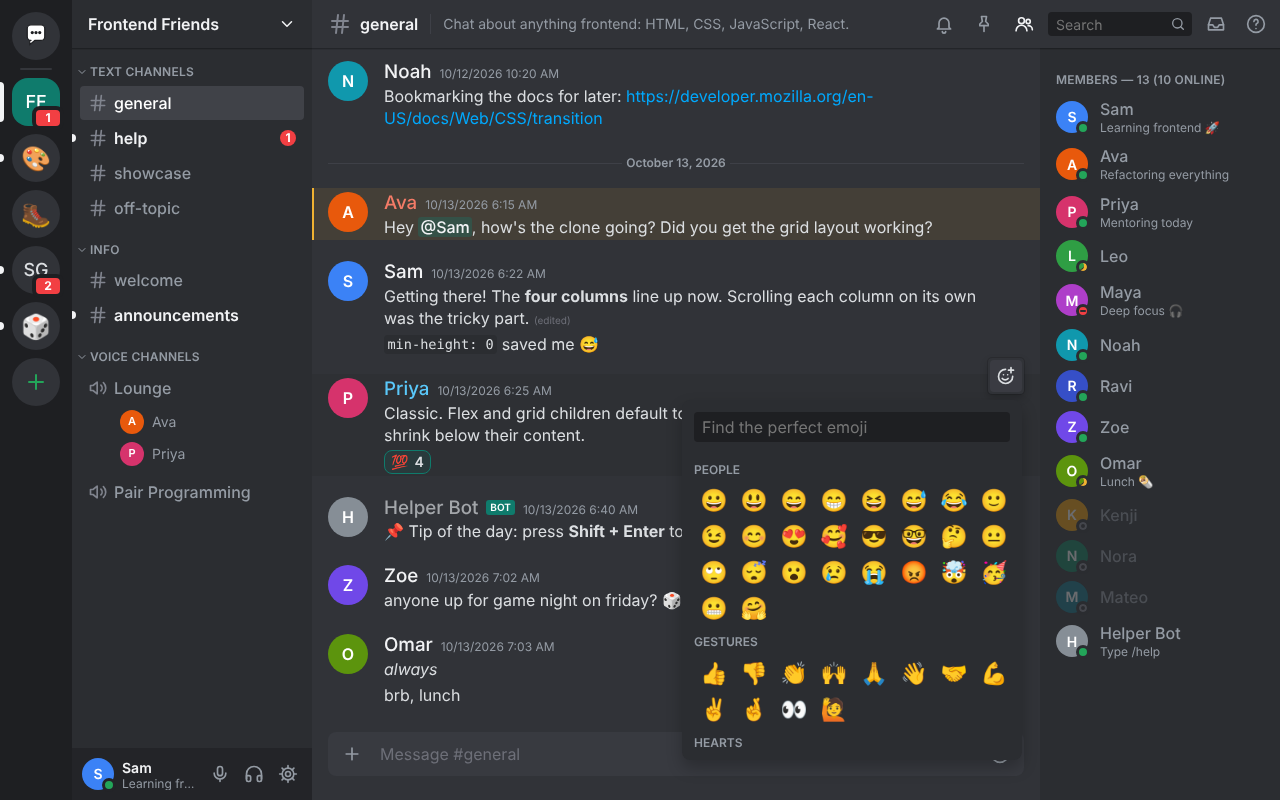 FF
1
SG
2
Frontend Friends
TEXT CHANNELS
general
help
1
showcase
off-topic
INFO
welcome
announcements
VOICE CHANNELS
Lounge
A Ava
P Priya
Pair Programming
S Sam
Learning fr...
# general
Chat about anything frontend: HTML, CSS, JavaScript, React.
Search
N Noah 10/12/2026 10:20 AM
Bookmarking the docs for later: https://developer.mozilla.org/en-
US/docs/Web/CSS/transition
October 13, 2026
A Ava 10/13/2026 6:15 AM
Hey @Sam, how's the clone going? Did you get the grid layout working?
S Sam 10/13/2026 6:22 AM
Getting there! The four columns line up now. Scrolling each column on its own
was the tricky part. (edited)
min-height: 0 saved me 😅
P Priya 10/13/2026 6:25 AM
Classic. Flex and grid children default to
shrink below their content.
💯 4
H Helper Bot BOT 10/13/2026 6:40 AM
📌 Tip of the day: press Shift + Enter to
Z Zoe 10/13/2026 7:02 AM
anyone up for game night on friday? 🎲
O Omar 10/13/2026 7:03 AM
always
brb, lunch
Message #general
Find the perfect emoji
PEOPLE
GESTURES
HEARTS
MEMBERS — 13 (10 ONLINE)
S Sam
Learning frontend 🚀
A Ava
Refactoring everything
P Priya
Mentoring today
L Leo
M Maya
Deep focus 🎧
N Noah
R Ravi
Z Zoe
O Omar
Lunch 🌯
K Kenji
N Nora
M Mateo
H Helper Bot
Type /help